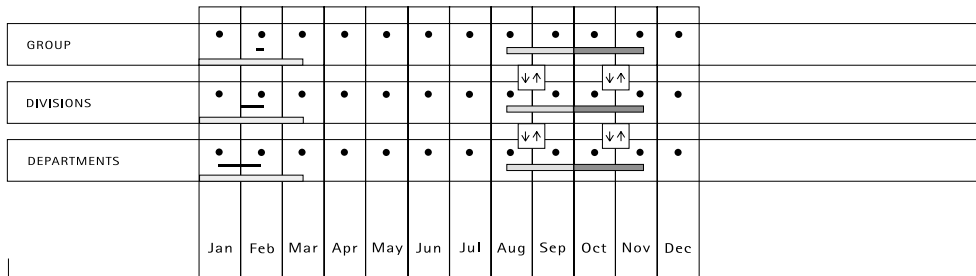 GROUP
DIVISIONS
DEPARTMENTS
Jan Feb Mar Apr May Jun Jul Aug Sep Oct Nov Dec